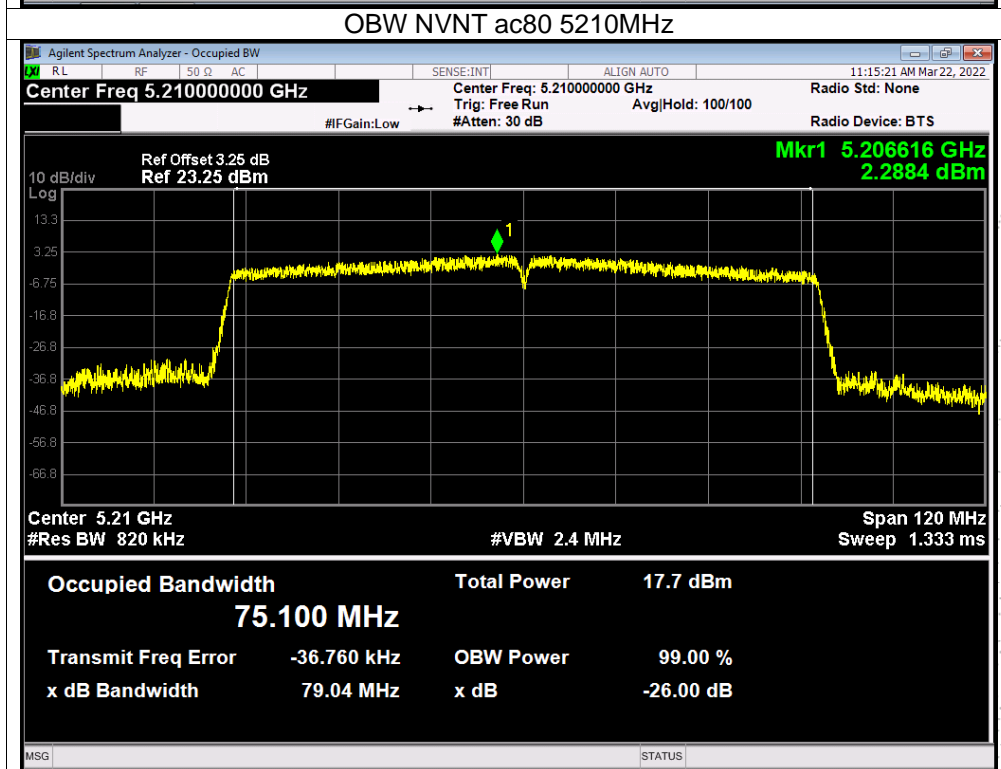 OBW NVNT ac80 5210MHz
Agilent Spectrum Analyzer - Occupied BW
LXI RL RF 50 Ω AC SENSE:INT ALIGN AUTO 11:15:21 AM Mar 22, 2022
Center Freq 5.210000000 GHz Center Freq: 5.210000000 GHz Radio Std: None
Trig: Free Run Avg|Hold: 100/100
#IFGain:Low #Atten: 30 dB Radio Device: BTS
Mkr1 5.206616 GHz
2.2884 dBm
Ref Offset 3.25 dB
10 dB/div Ref 23.25 dBm
Log
13.3
1
3.25
-6.75
-16.8
-26.8
-36.8
-46.8
-56.8
-66.8
Center 5.21 GHz Span 120 MHz
#Res BW 820 kHz #VBW 2.4 MHz Sweep 1.333 ms
Occupied Bandwidth Total Power 17.7 dBm
75.100 MHz
Transmit Freq Error -36.760 kHz OBW Power 99.00 %
x dB Bandwidth 79.04 MHz x dB -26.00 dB
MSG STATUS